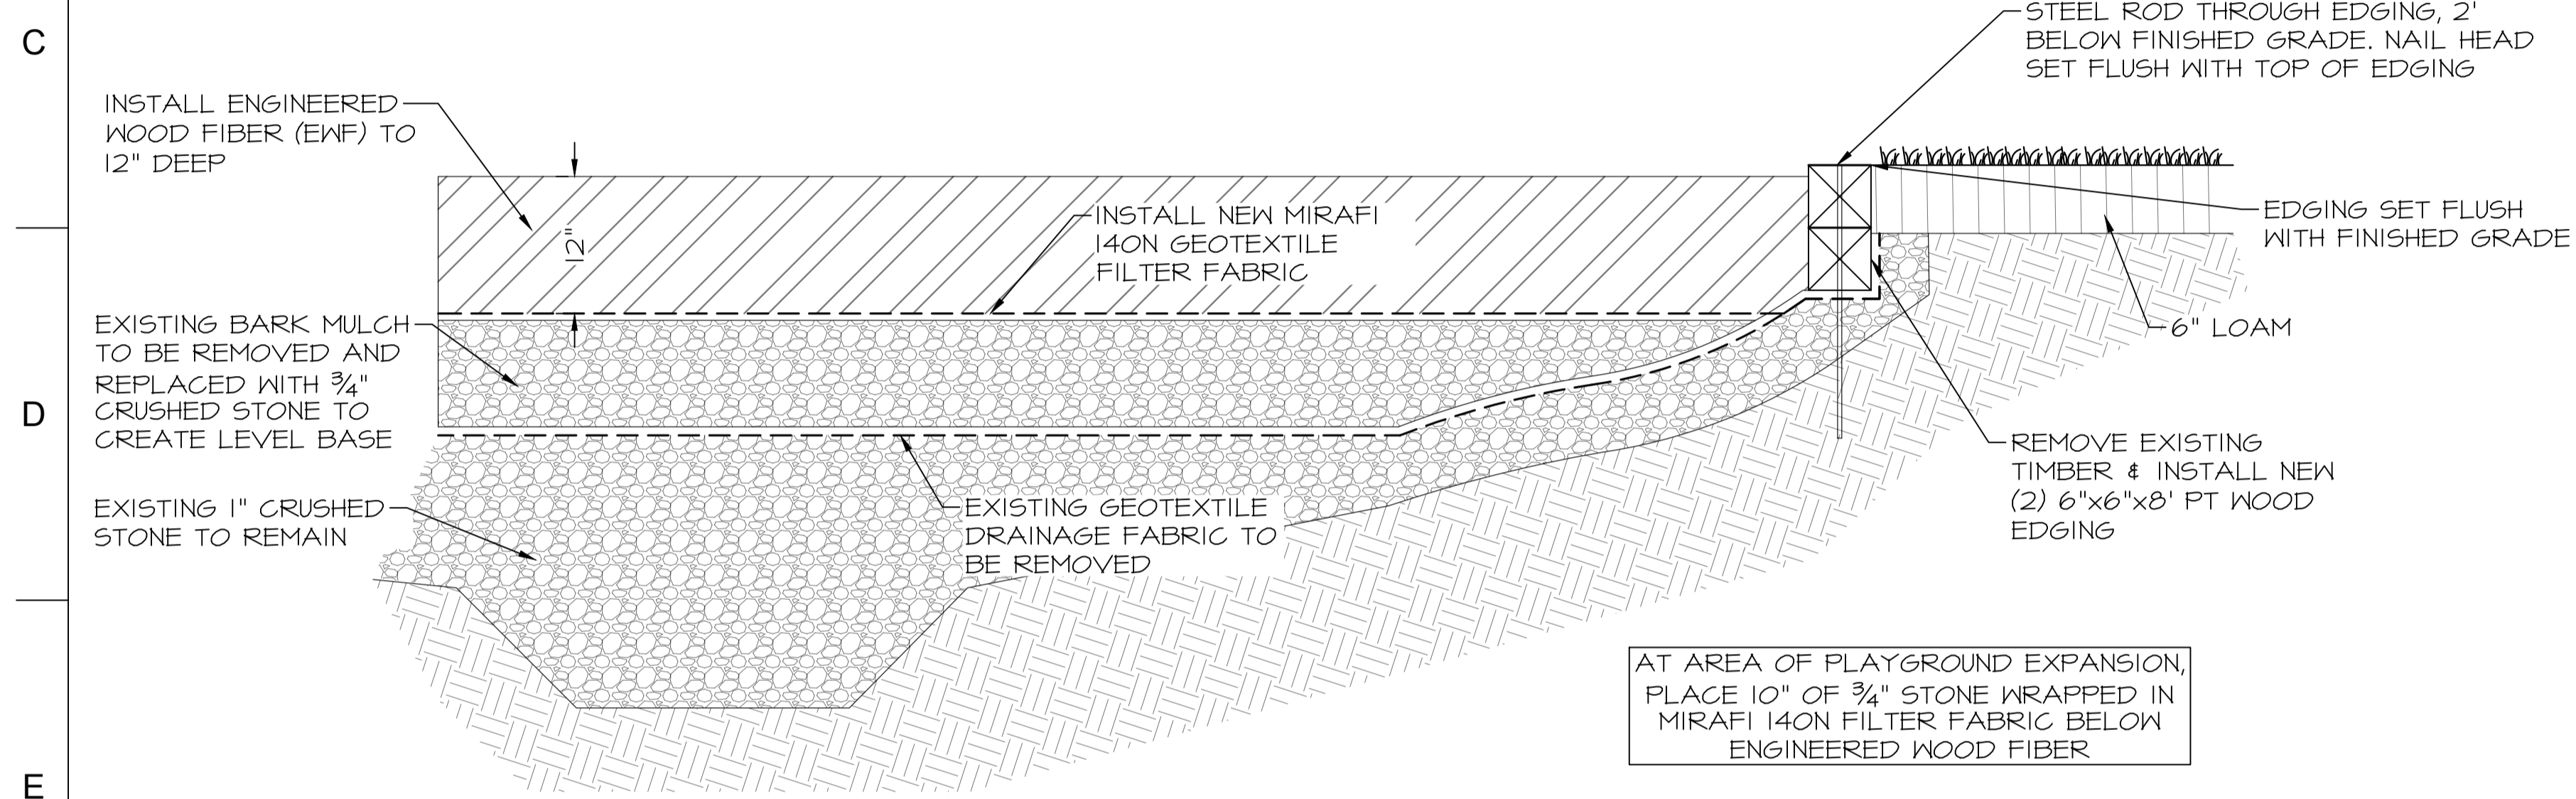 C
STEEL ROD THROUGH EDGING, 2'
BELOW FINISHED GRADE. NAIL HEAD
SET FLUSH WITH TOP OF EDGING
INSTALL ENGINEERED
WOOD FIBER (EWF) TO
12" DEEP
12"
INSTALL NEW MIRAFI
140N GEOTEXTILE
FILTER FABRIC
EDGING SET FLUSH
WITH FINISHED GRADE
6" LOAM
EXISTING BARK MULCH
TO BE REMOVED AND
REPLACED WITH ¾"
CRUSHED STONE TO
CREATE LEVEL BASE
D
REMOVE EXISTING
TIMBER & INSTALL NEW
(2) 6"x6"x8' PT WOOD
EDGING
EXISTING 1" CRUSHED
STONE TO REMAIN
EXISTING GEOTEXTILE
DRAINAGE FABRIC TO
BE REMOVED
AT AREA OF PLAYGROUND EXPANSION,
PLACE 10" OF ¾" STONE WRAPPED IN
MIRAFI 140N FILTER FABRIC BELOW
ENGINEERED WOOD FIBER
E